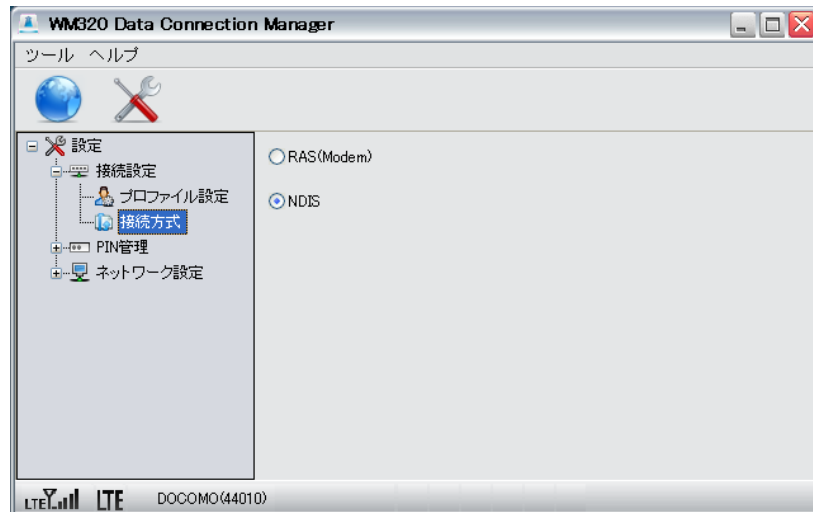 WM320 Data Connection Manager
ツール ヘルプ
設定
接続設定
プロファイル設定
接続方式
PIN管理
ネットワーク設定
RAS(Modem)
NDIS
LTE LTE DOCOMO(44010)